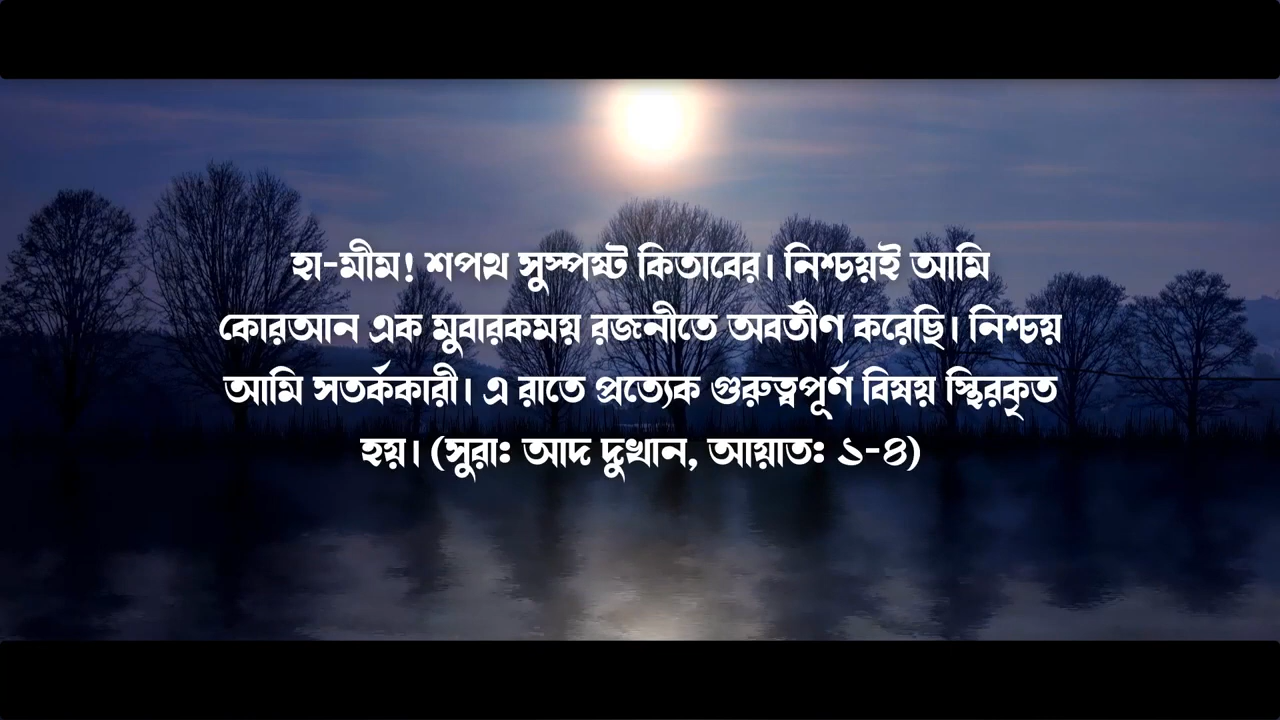 হা-মীম! শপথ সুস্পষ্ট কিতাবের। নিশ্চয়ই আমি
কোরআন এক মুবারকময় রজনীতে অবর্তীণ করেছি। নিশ্চয়
আমি সতর্ককারী। এ রাতে প্রত্যেক গুরুত্বপূর্ণ বিষয় স্থিরকৃত
হয়। (সুরাঃ আদ দুখান, আয়াতঃ ১-৪)